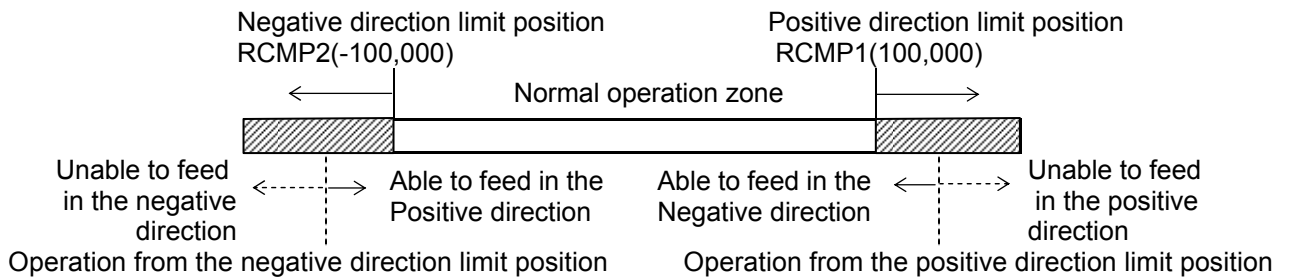 Negative direction limit position
RCMP2(-100,000)
Positive direction limit position
RCMP1(100,000)
Normal operation zone
Unable to feed
in the negative
direction
Able to feed in the
Positive direction
Able to feed in the
Negative direction
Unable to feed
in the positive
direction
Operation from the negative direction limit position
Operation from the positive direction limit position